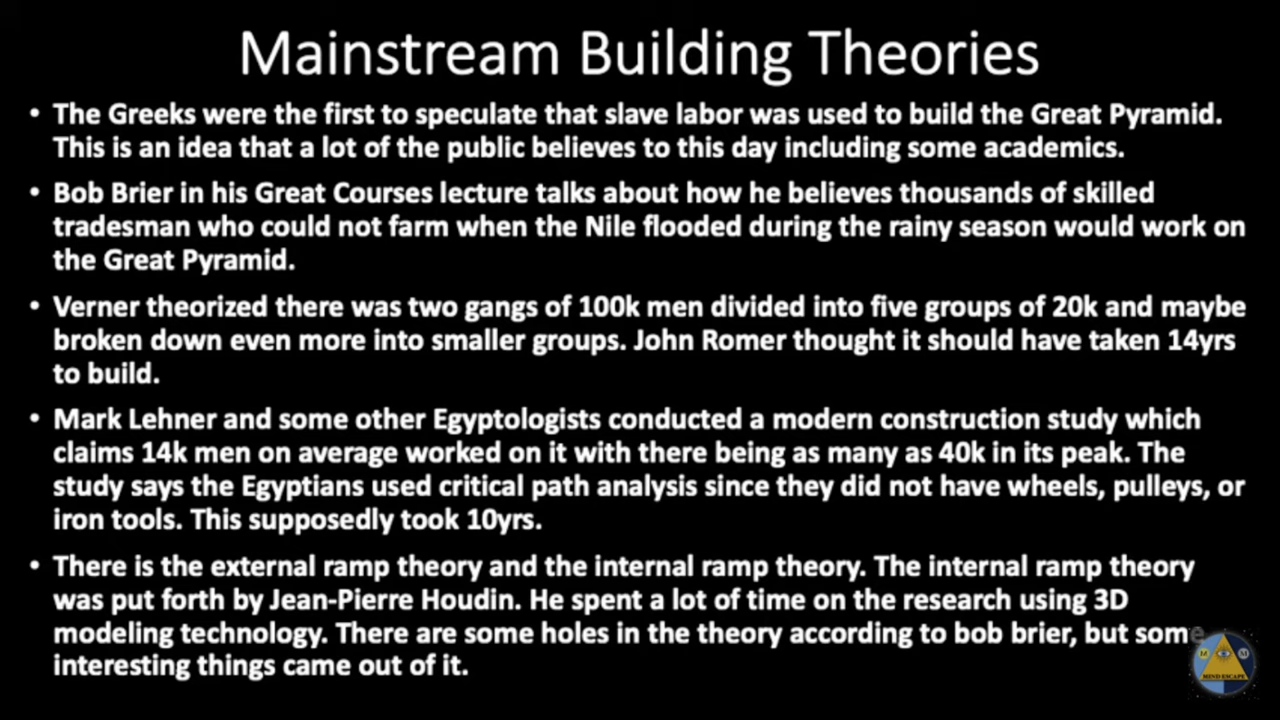 Mainstream Building Theories
• The Greeks were the first to speculate that slave labor was used to build the Great Pyramid.
This is an idea that a lot of the public believes to this day including some academics.
• Bob Brier in his Great Courses lecture talks about how he believes thousands of skilled
tradesman who could not farm when the Nile flooded during the rainy season would work on
the Great Pyramid.
• Verner theorized there was two gangs of 100k men divided into five groups of 20k and maybe
broken down even more into smaller groups. John Romer thought it should have taken 14yrs
to build.
• Mark Lehner and some other Egyptologists conducted a modern construction study which
claims 14k men on average worked on it with there being as many as 40k in its peak. The
study says the Egyptians used critical path analysis since they did not have wheels, pulleys, or
iron tools. This supposedly took 10yrs.
• There is the external ramp theory and the internal ramp theory. The internal ramp theory
was put forth by Jean-Pierre Houdin. He spent a lot of time on the research using 3D
modeling technology. There are some holes in the theory according to bob brier, but some
interesting things came out of it.
M M
MIND ESCAPE